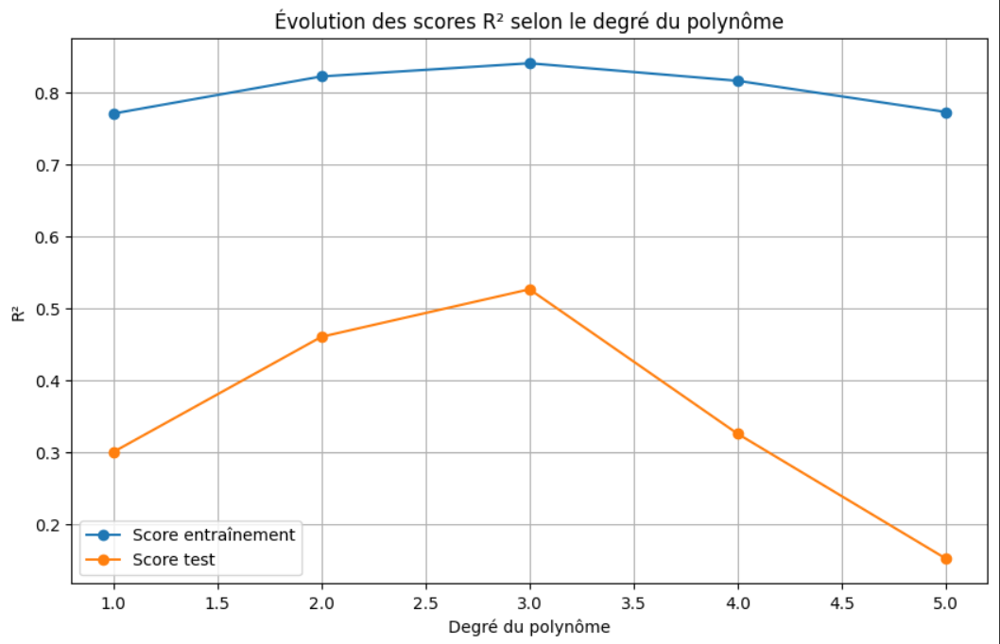 Évolution des scores R² selon le degré du polynôme
R²
0.8
0.7
0.6
0.5
0.4
0.3
0.2
Score entraînement
Score test
1.0 1.5 2.0 2.5 3.0 3.5 4.0 4.5 5.0
Degré du polynôme